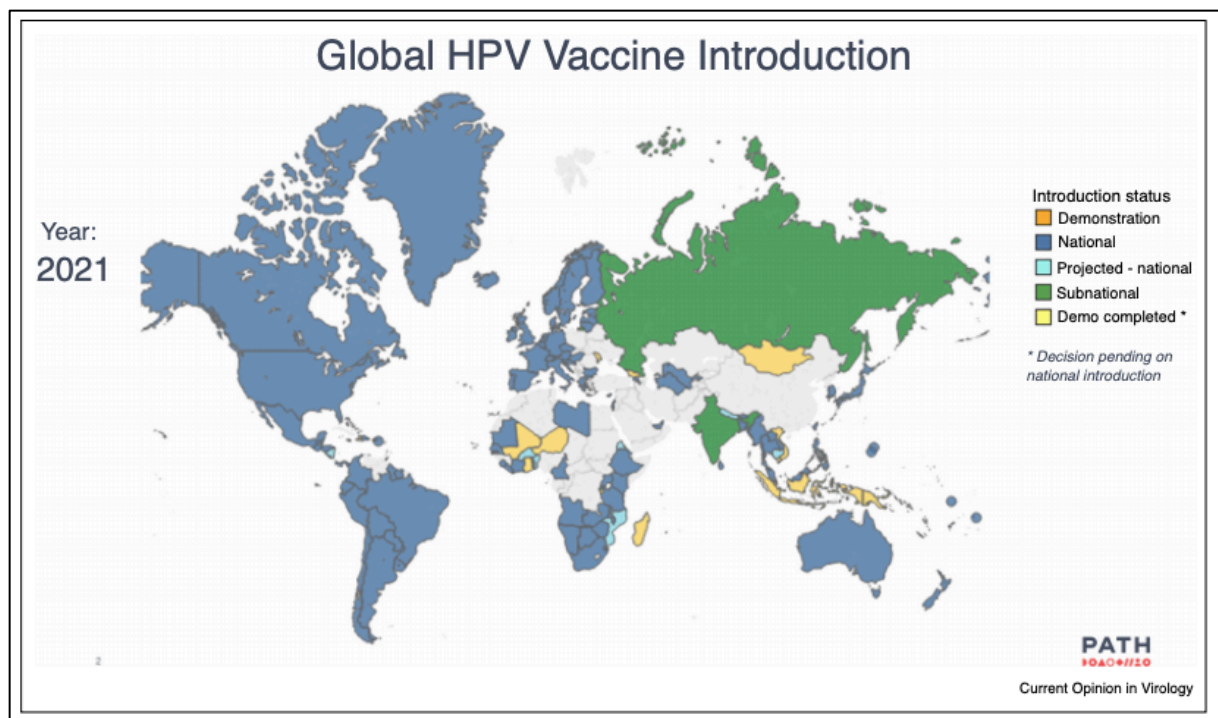 Global HPV Vaccine Introduction
Year:
2021
Introduction status
Demonstration
National
Projected - national
Subnational
Demo completed *
* Decision pending on
national introduction
2
PATH
Current Opinion in Virology